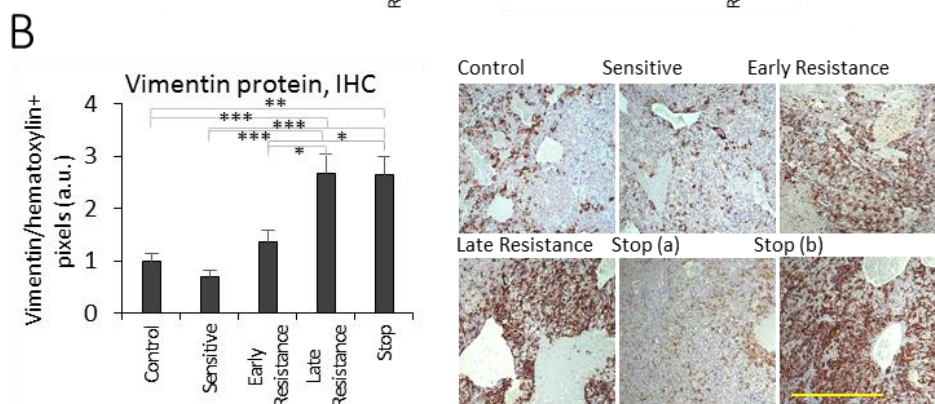 R
R
B
Vimentin protein, IHC
Vimentin/hematoxylin+
pixels (a.u.)
4
3
2
1
0
**
***
***
***
*
*
Control
Sensitive
Early
Resistance
Late
Resistance
Stop
Control
Sensitive
Early Resistance
Late Resistance
Stop (a)
Stop (b)